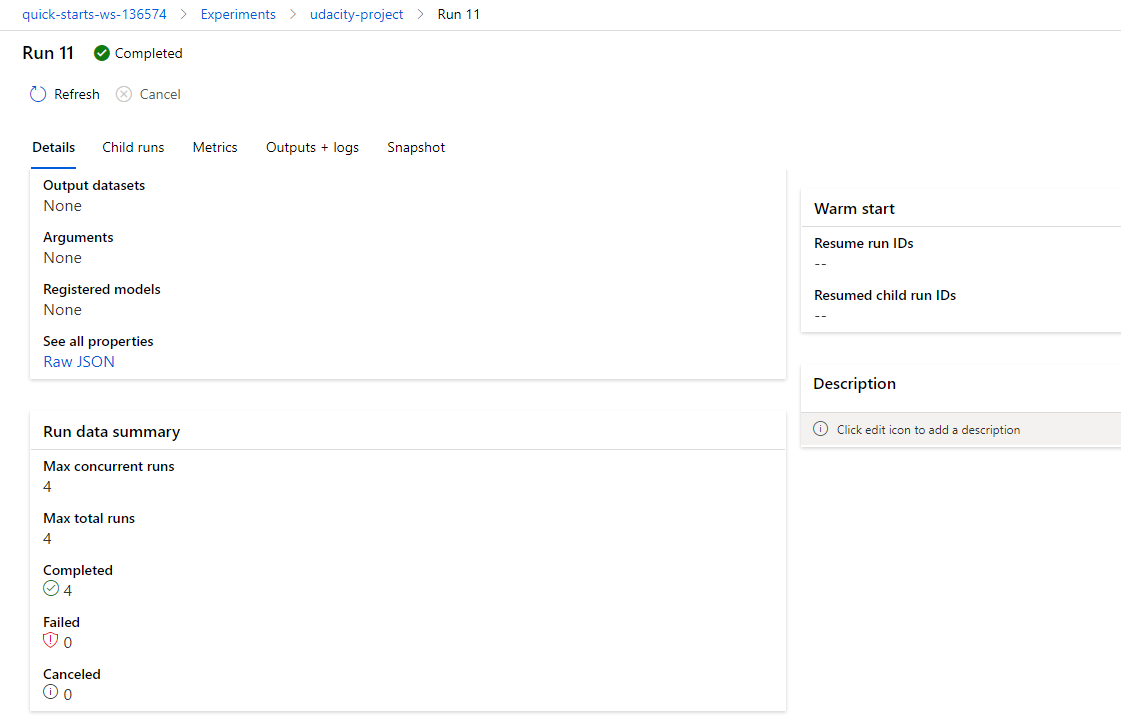 quick-starts-ws-136574 > Experiments > udacity-project > Run 11
Run 11 Completed
Refresh Cancel
Details Child runs Metrics Outputs + logs Snapshot
Output datasets
None
Arguments
None
Registered models
None
See all properties
Raw JSON
Run data summary
Max concurrent runs
4
Max total runs
4
Completed
4
Failed
0
Canceled
0
Warm start
Resume run IDs
--
Resumed child run IDs
--
Description
Click edit icon to add a description